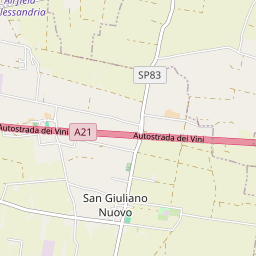 Airfield
Alessandria
SP83
Autostrada dei Vini
A21
Autostrada dei Vini
San Giuliano
Nuovo